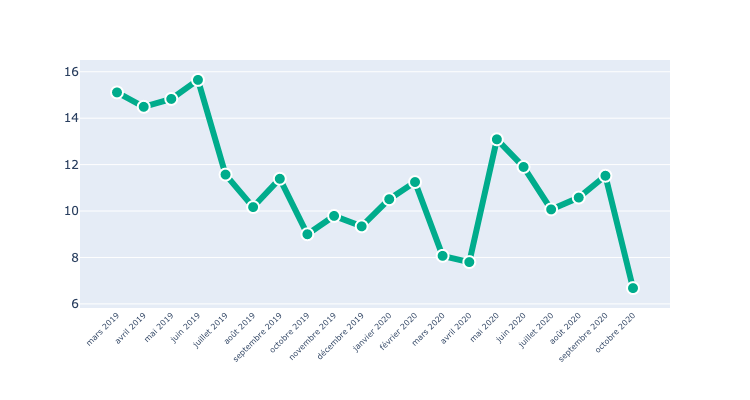 16
14
12
10
8
6
mars 2019
avril 2019
mai 2019
juin 2019
juillet 2019
août 2019
septembre 2019
octobre 2019
novembre 2019
décembre 2019
janvier 2020
février 2020
mars 2020
avril 2020
mai 2020
juin 2020
juillet 2020
août 2020
septembre 2020
octobre 2020